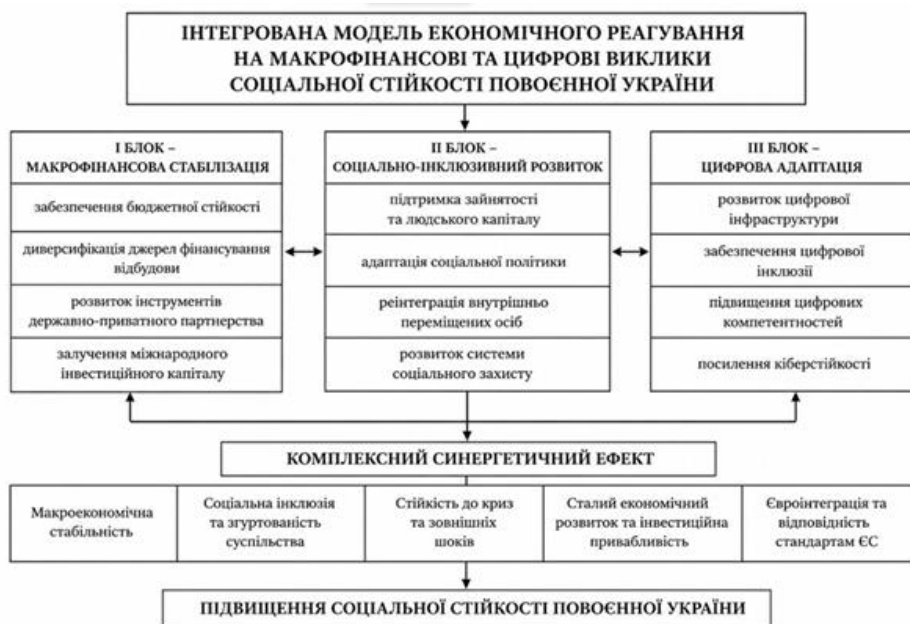 ІНТЕГРОВАНА МОДЕЛЬ ЕКОНОМІЧНОГО РЕАГУВАННЯ
НА МАКРОФІНАНСОВІ ТА ЦИФРОВІ ВИКЛИКИ
СОЦІАЛЬНОЇ СТІЙКОСТІ ПОВОЄННОЇ УКРАЇНИ
І БЛОК –
МАКРОФІНАНСОВА СТАБІЛІЗАЦІЯ
забезпечення бюджетної стійкості
диверсифікація джерел фінансування
відбудови
розвиток інструментів
державно-приватного партнерства
залучення міжнародного
інвестиційного капіталу
ІІ БЛОК –
СОЦІАЛЬНО-ІНКЛЮЗИВНИЙ РОЗВИТОК
підтримка зайнятості
та людського капіталу
адаптація соціальної політики
реінтеграція внутрішньо
переміщених осіб
розвиток системи
соціального захисту
ІІІ БЛОК –
ЦИФРОВА АДАПТАЦІЯ
розвиток цифрової
інфраструктури
забезпечення цифрової
інклюзії
підвищення цифрових
компетентностей
посилення кіберстійкості
КОМПЛЕКСНИЙ СИНЕРГЕТИЧНИЙ ЕФЕКТ
Макроекономічна
стабільність
Соціальна інклюзія
та згуртованість
суспільства
Стійкість до криз
та зовнішніх
шоків
Сталий економічний
розвиток та інвестиційна
привабливість
Євроінтеграція та
відповідність
стандартам ЄС
ПІДВИЩЕННЯ СОЦІАЛЬНОЇ СТІЙКОСТІ ПОВОЄННОЇ УКРАЇНИ